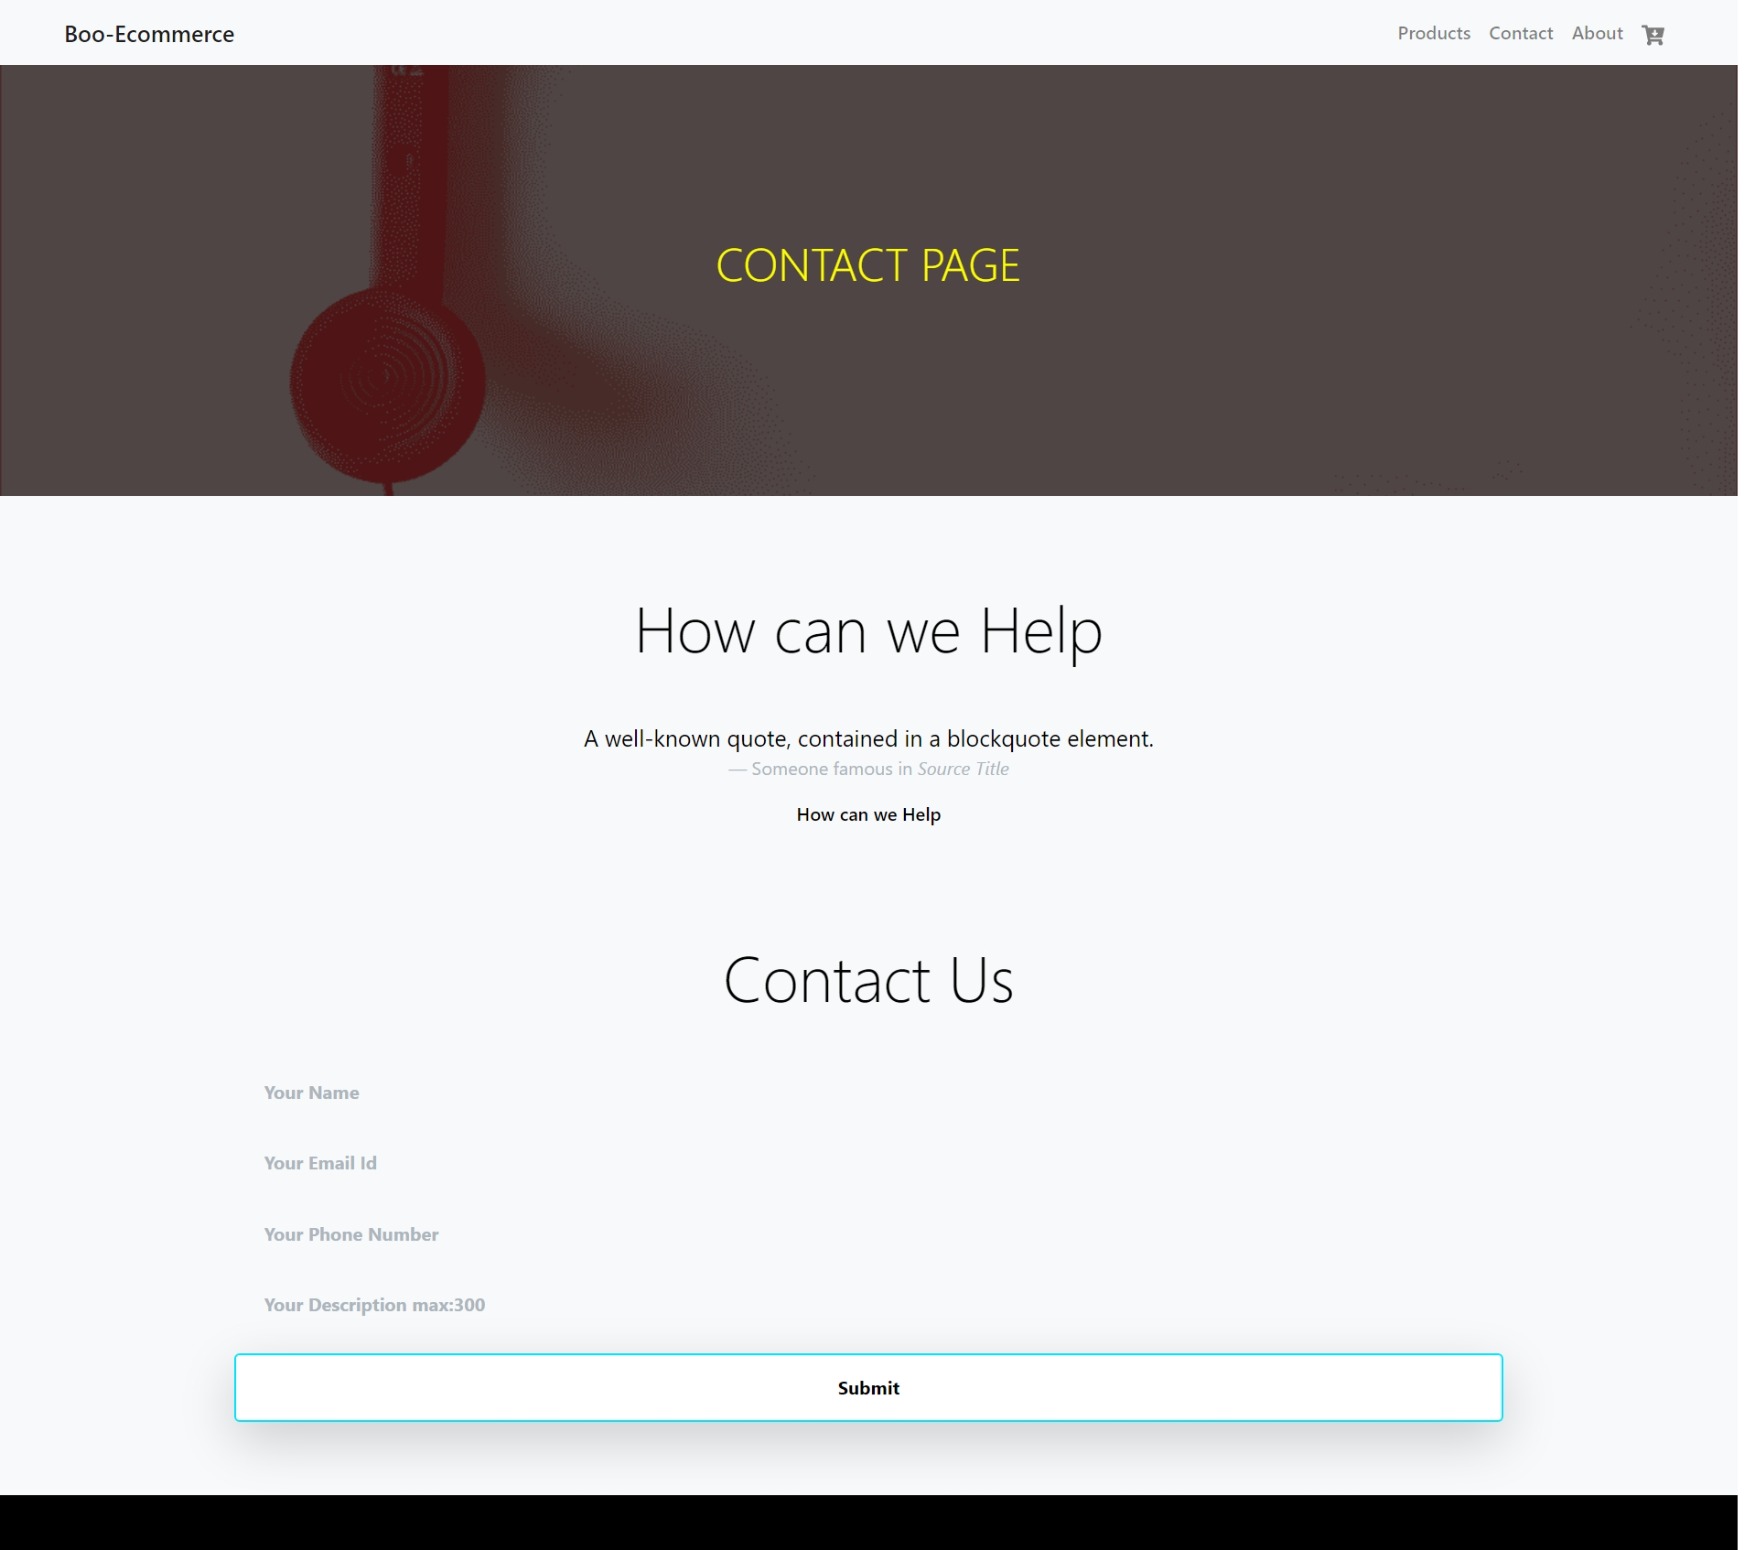 Boo-Ecommerce
Products Contact About
CONTACT PAGE
How can we Help
A well-known quote, contained in a blockquote element.
— Someone famous in Source Title
How can we Help
Contact Us
Your Name
Your Email Id
Your Phone Number
Your Description max:300
Submit